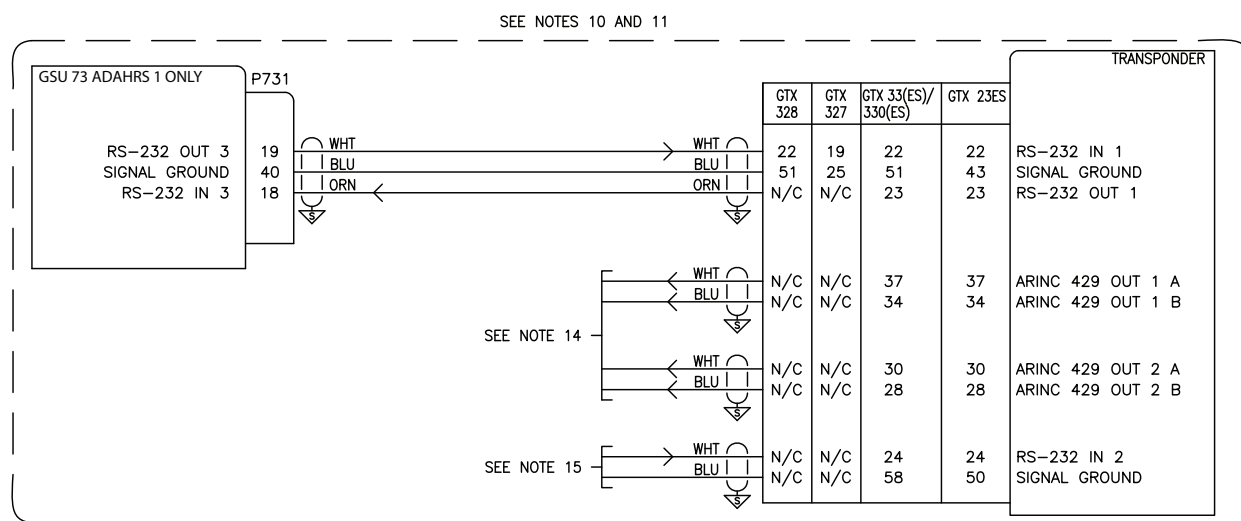 SEE NOTES 10 AND 11
TRANSPONDER
GSU 73 ADAHRS 1 ONLY
P731
GTX 328
GTX 327
GTX 33(ES)/ 330(ES)
GTX 23ES
RS-232 OUT 3 19 WHT WHT 22 19 22 22 RS-232 IN 1
SIGNAL GROUND 40 BLU BLU 51 25 51 43 SIGNAL GROUND
RS-232 IN 3 18 ORN ORN N/C N/C 23 23 RS-232 OUT 1
S S
WHT N/C N/C 37 37 ARINC 429 OUT 1 A
BLU N/C N/C 34 34 ARINC 429 OUT 1 B
S
SEE NOTE 14
WHT N/C N/C 30 30 ARINC 429 OUT 2 A
BLU N/C N/C 28 28 ARINC 429 OUT 2 B
S
WHT N/C N/C 24 24 RS-232 IN 2
SEE NOTE 15
BLU N/C N/C 58 50 SIGNAL GROUND
S